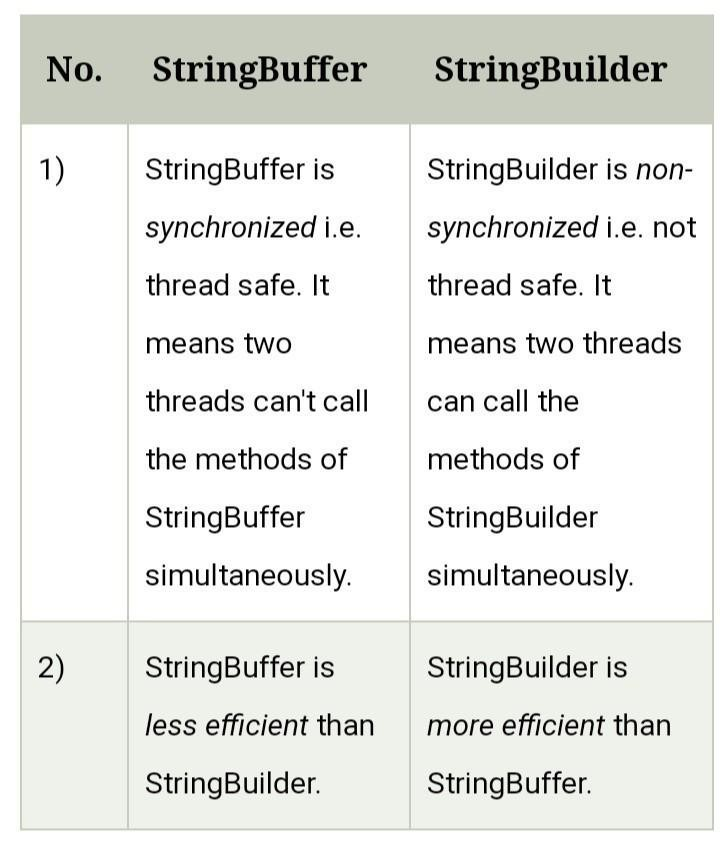 No. StringBuffer StringBuilder
1)
StringBuffer is
synchronized i.e.
thread safe. It
means two
threads can't call
the methods of
StringBuffer
simultaneously.
StringBuilder is non-
synchronized i.e. not
thread safe. It
means two threads
can call the
methods of
StringBuilder
simultaneously.
2)
StringBuffer is
less efficient than
StringBuilder.
StringBuilder is
more efficient than
StringBuffer.